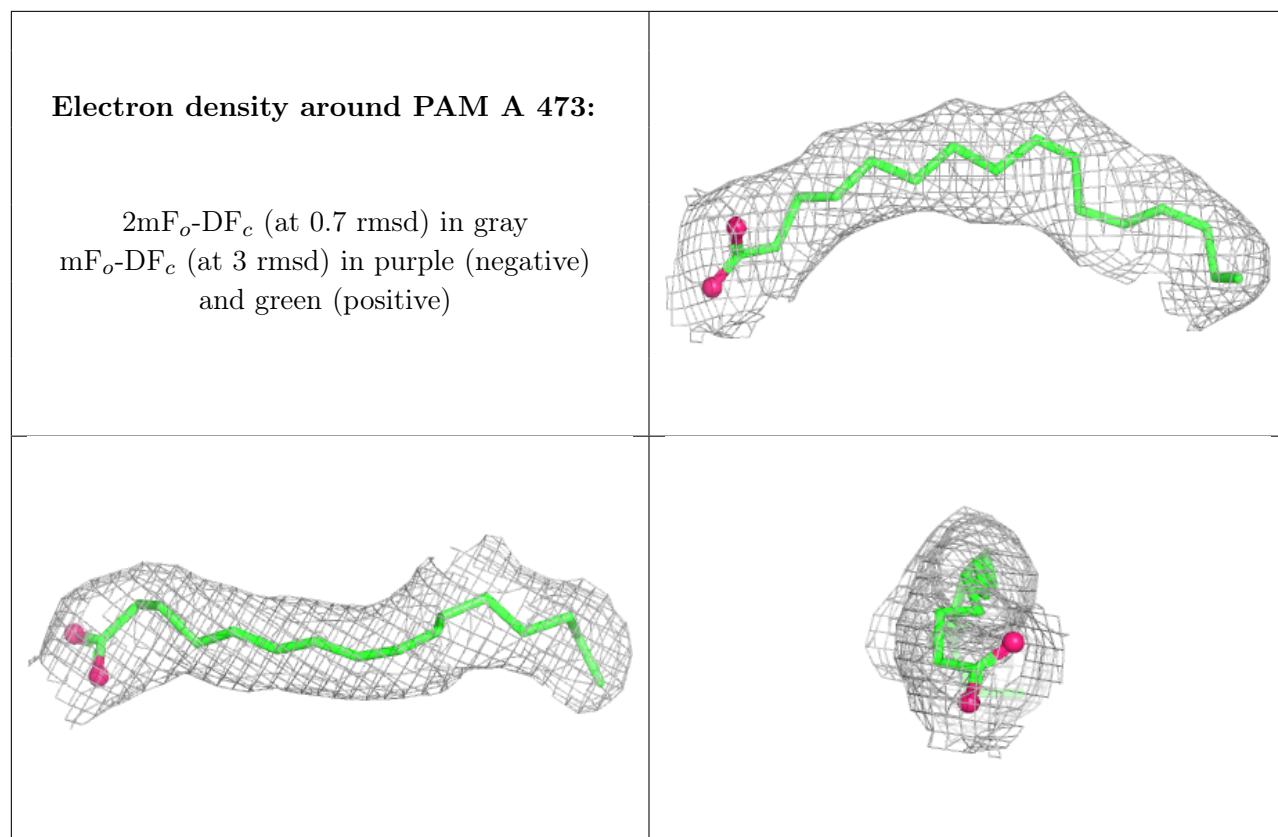 Electron density around PAM A 473:
2mFo-DFc (at 0.7 rmsd) in gray
mFo-DFc (at 3 rmsd) in purple (negative)
and green (positive)